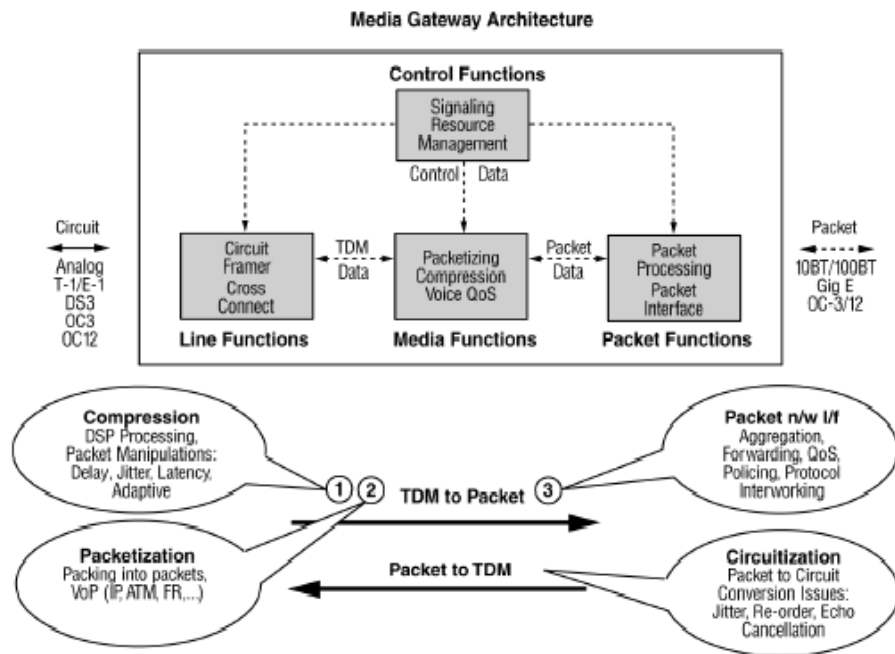 Media Gateway Architecture
Control Functions
Signaling
Resource
Management
Control Data
Circuit
Analog
T-1/E-1
DS3
OC3
OC12
Circuit
Framer
Cross
Connect
Line Functions
TDM
Data
Packetizing
Compression
Voice QoS
Media Functions
Packet
Data
Packet
Processing
Packet
Interface
Packet Functions
Packet
10BT/100BT
Gig E
OC-3/12
Compression
DSP Processing,
Packet Manipulations:
Delay, Jitter, Latency,
Adaptive
1 2 TDM to Packet 3
Packet n/w I/f
Aggregation,
Forwarding, QoS,
Policing, Protocol
Interworking
Packetization
Packing into packets,
VoP (IP, ATM, FR,...)
Packet to TDM
Circuitization
Packet to Circuit
Conversion Issues:
Jitter, Re-order, Echo
Cancellation